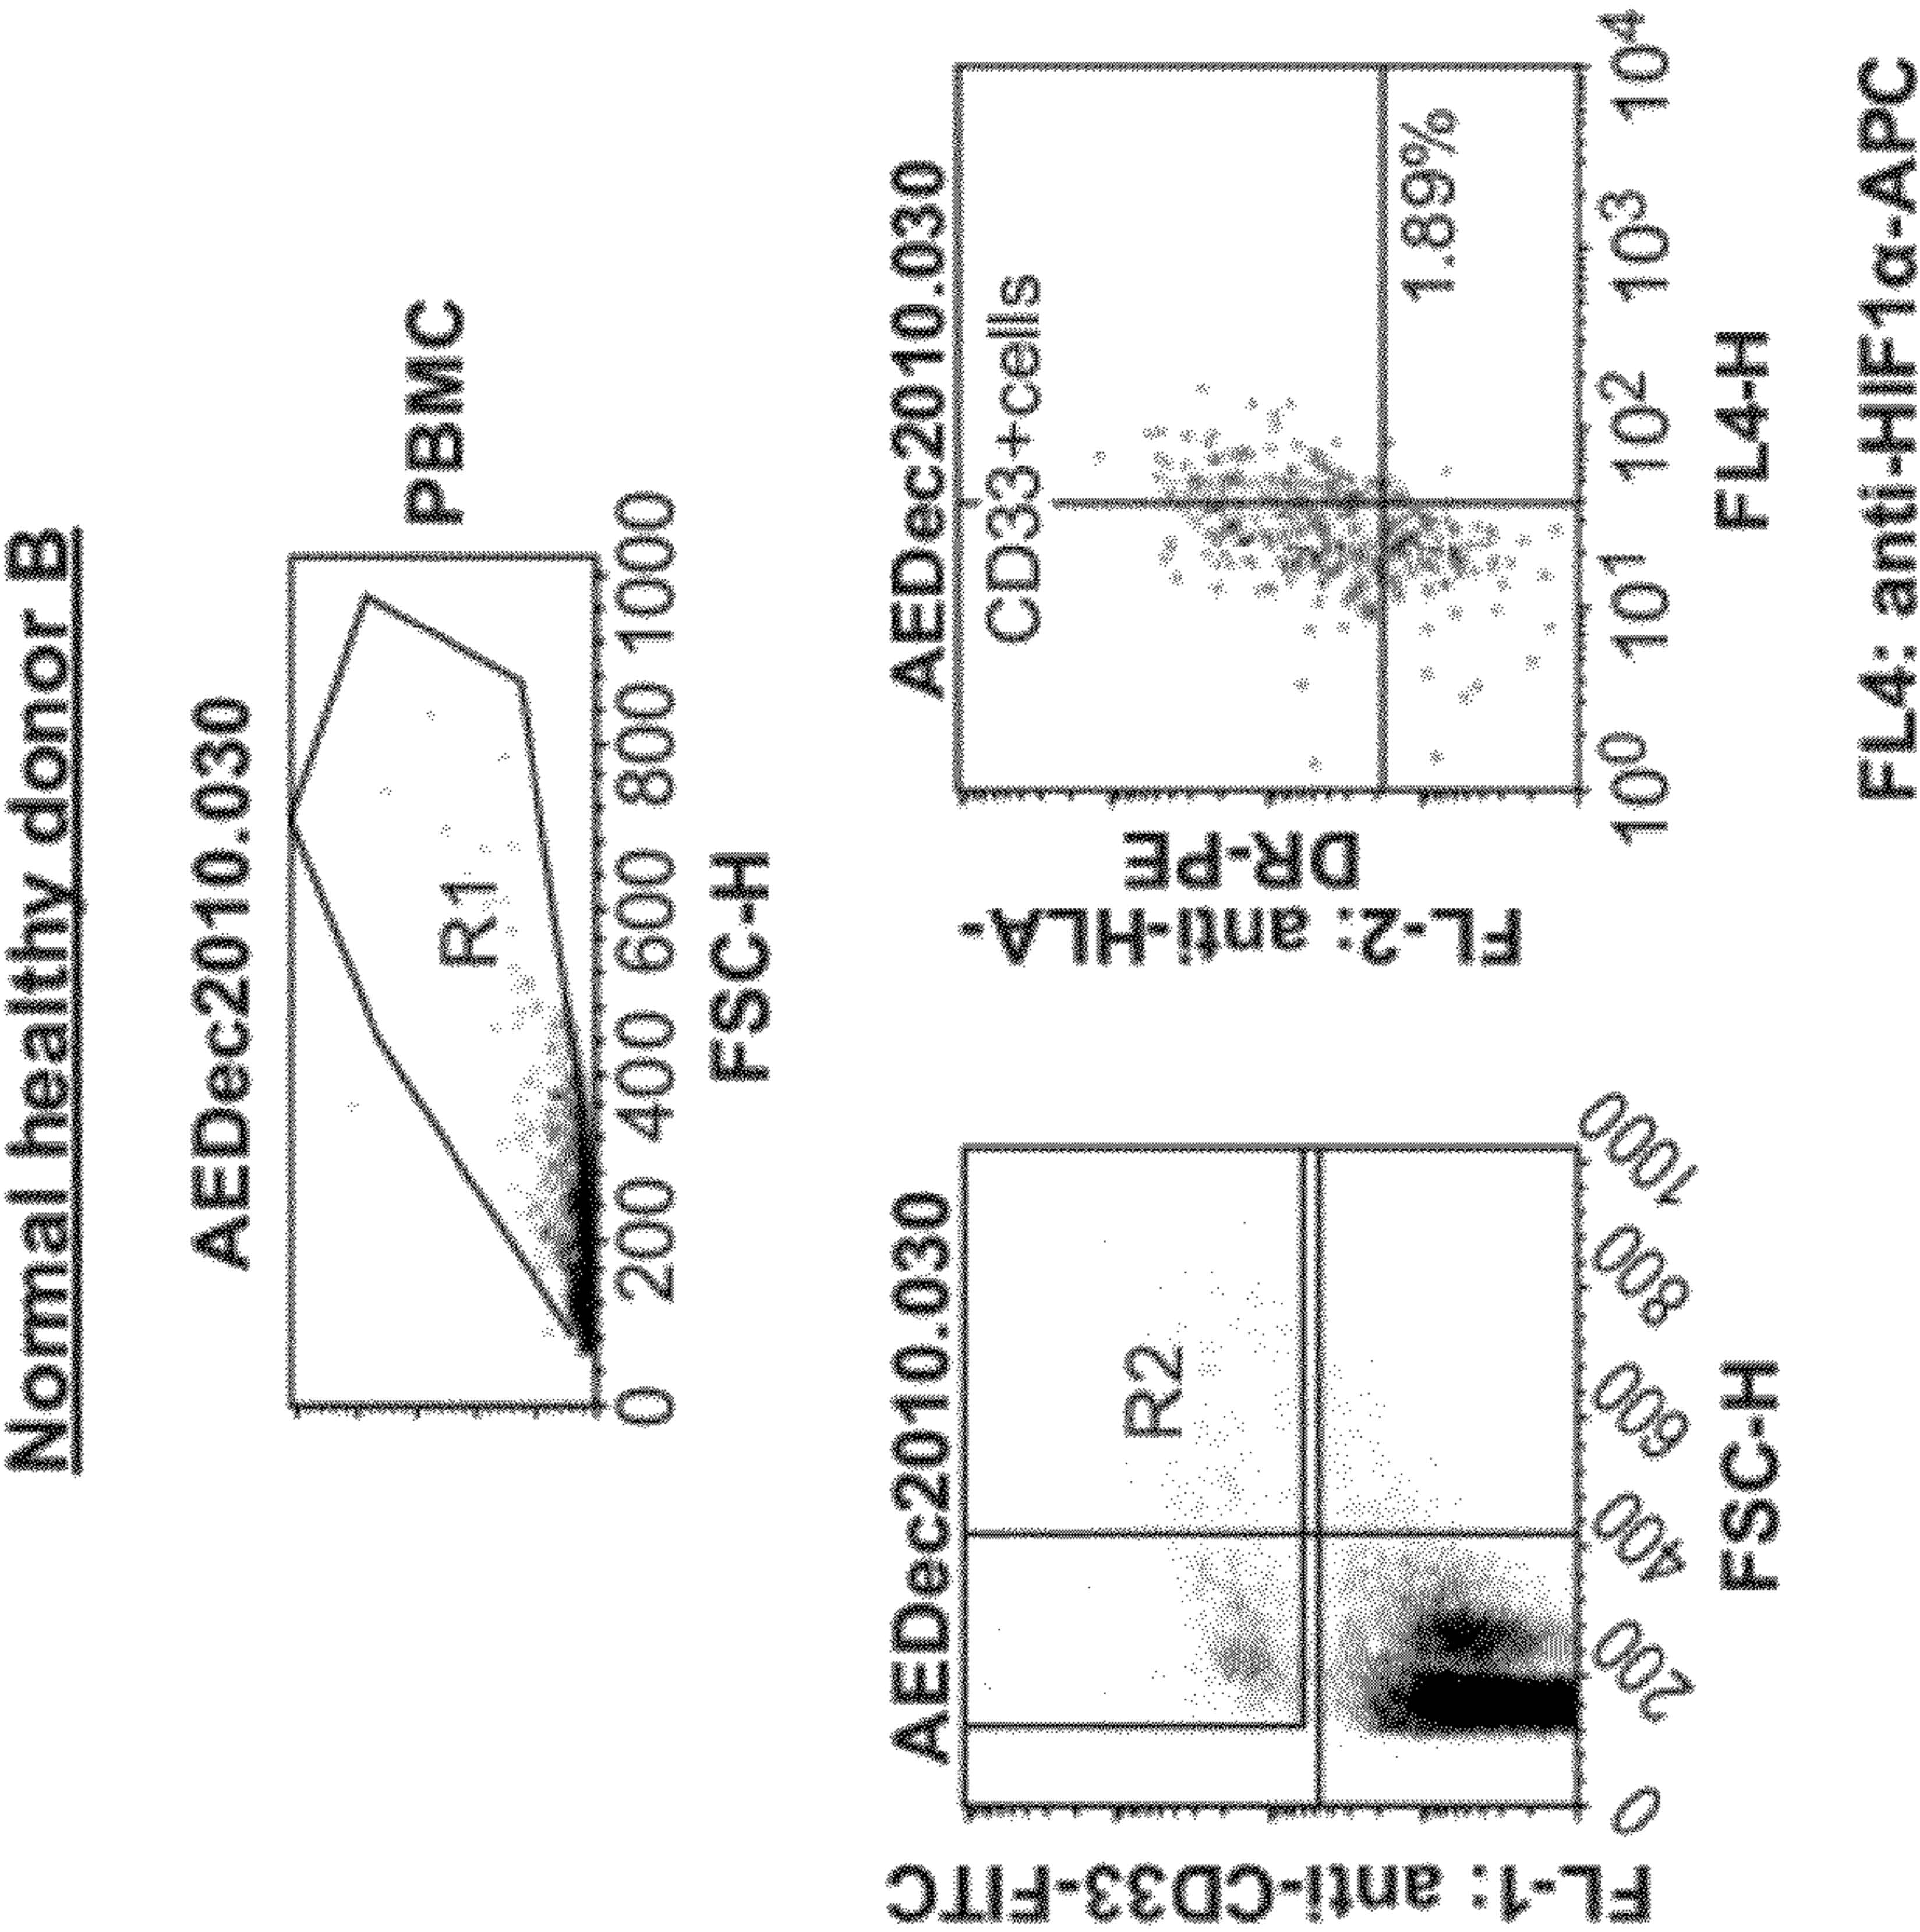 Normal healthy donor B
AEDec2010.030
R1
PBMC
0 200 400 600 800 1000
FSC-H
AEDec2010.030
R2
FL-1: anti-CD33-FITC
0 200 400 600 800 1000
FSC-H
AEDec2010.030
CD33+cells
1.89%
FL-2: anti-HLA-
DR-PE
10⁰ 10¹ 10² 10³ 10⁴
FL4-H
FL4: anti-HIF1α-APC